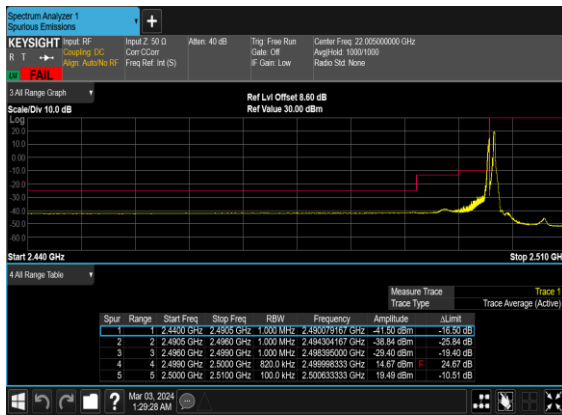 Spectrum Analyzer 1
Spurious Emissions
KEYSIGHT Input: RF Input Z: 50 Ω Atten: 40 dB Trig: Free Run Center Freq: 22.005000000 GHz
R T Coupling: DC Corr CCorr Gate: Off Avg|Hold: 1000/1000
Align: Auto/No RF Freq Ref: Int (S) IF Gain: Low Radio Std: None
LW FAIL
3 All Range Graph
Ref Lvl Offset 8.60 dB
Scale/Div 10.0 dB Ref Value 30.00 dBm
Log
20.0
10.0
0.00
-10.0
-20.0
-30.0
-40.0
-50.0
-60.0
Start 2.440 GHz Stop 2.510 GH
4 All Range Table
Measure Trace Trace 1
Trace Type Trace Average (Active)
Spur Range Start Freq Stop Freq RBW Frequency Amplitude ΔLimit
1 1 2.4400 GHz 2.4905 GHz 1.000 MHz 2.490079167 GHz -41.50 dBm -16.50 dB
2 2 2.4905 GHz 2.4960 GHz 1.000 MHz 2.494304167 GHz -38.84 dBm -25.84 dB
3 3 2.4960 GHz 2.4990 GHz 1.000 MHz 2.498395000 GHz -29.40 dBm -19.40 dB
4 4 2.4990 GHz 2.5000 GHz 820.0 kHz 2.499998333 GHz 14.67 dBm F 24.67 dB
5 5 2.5000 GHz 2.5100 GHz 100.0 kHz 2.500633333 GHz 19.49 dBm -10.51 dB
Mar 03, 2024
1:29:28 AM